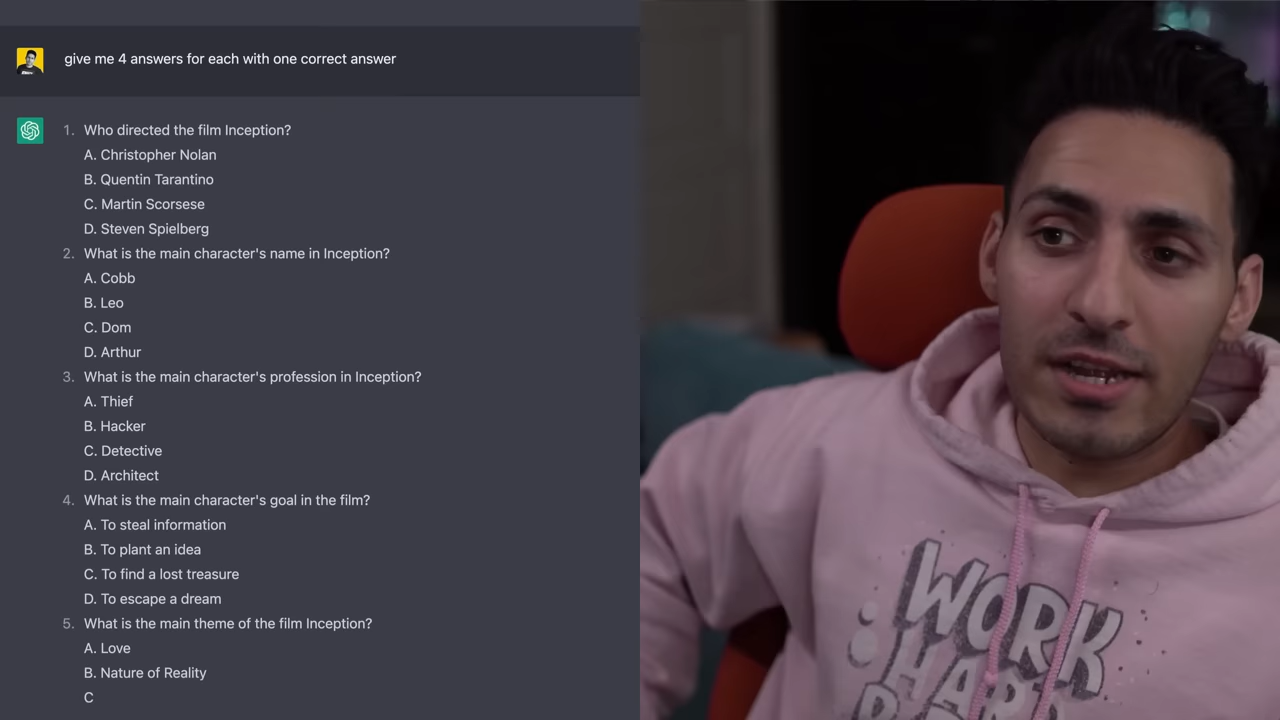 give me 4 answers for each with one correct answer
1. Who directed the film Inception?
A. Christopher Nolan
B. Quentin Tarantino
C. Martin Scorsese
D. Steven Spielberg
2. What is the main character's name in Inception?
A. Cobb
B. Leo
C. Dom
D. Arthur
3. What is the main character's profession in Inception?
A. Thief
B. Hacker
C. Detective
D. Architect
4. What is the main character's goal in the film?
A. To steal information
B. To plant an idea
C. To find a lost treasure
D. To escape a dream
5. What is the main theme of the film Inception?
A. Love
B. Nature of Reality
C
WORK
HARD